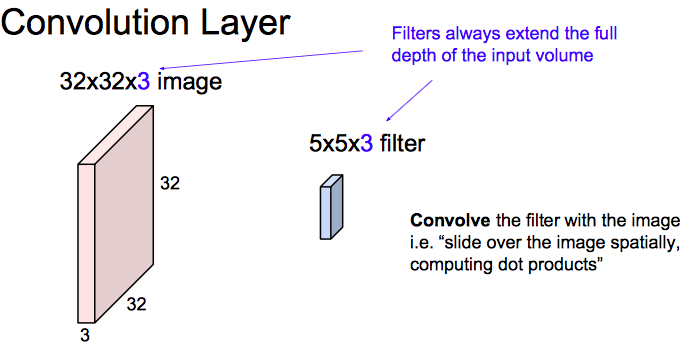 Convolution Layer
Filters always extend the full
depth of the input volume
32x32x3 image
5x5x3 filter
32
Convolve the filter with the image
i.e. “slide over the image spatially,
computing dot products”
32
3